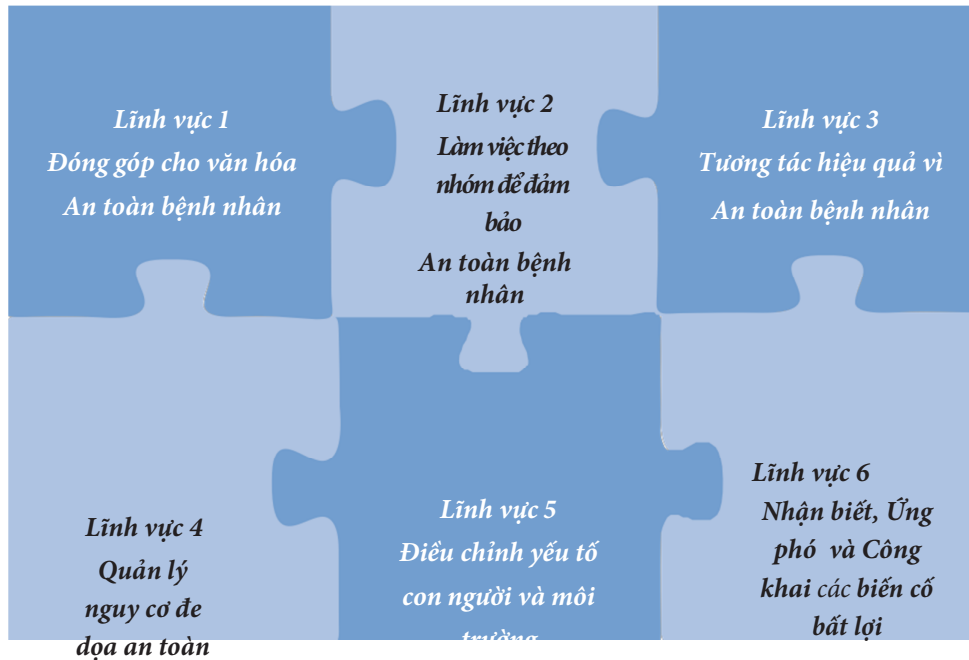 Lĩnh vực 1
Đóng góp cho văn hóa
An toàn bệnh nhân
Lĩnh vực 2
Làm việc theo
nhóm để đảm
bảo
An toàn bệnh
nhân
Lĩnh vực 3
Tương tác hiệu quả vì
An toàn bệnh nhân
Lĩnh vực 4
Quản lý
nguy cơ đe
dọa an toàn
Lĩnh vực 5
Điều chỉnh yếu tố
con người và môi
trường
Lĩnh vực 6
Nhận biết, Ứng
phó và Công
khai các biến cố
bất lợi